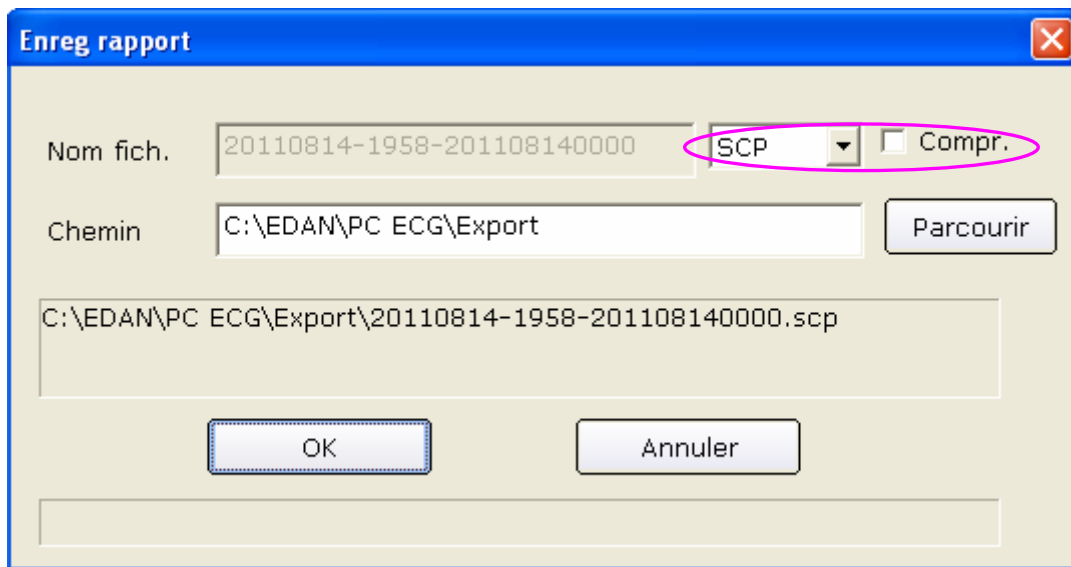 Enreg rapport
Nom fich. 20110814-1958-201108140000 SCP Compr.
Chemin C:\EDAN\PC ECG\Export Parcourir
C:\EDAN\PC ECG\Export\20110814-1958-201108140000.scp
OK Annuler